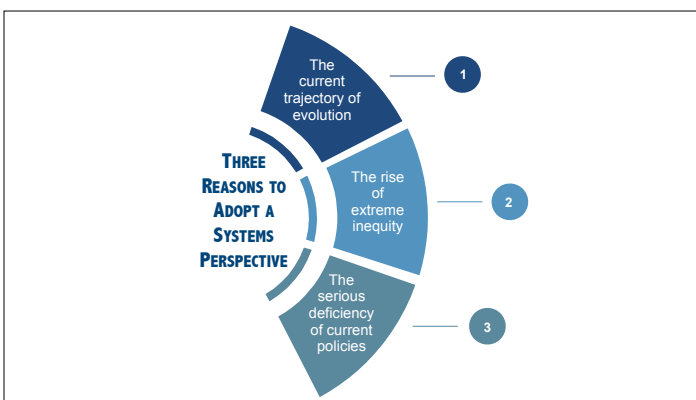 THREE
REASONS TO
ADOPT A
SYSTEMS
PERSPECTIVE
The
current
trajectory of
evolution
1
The rise
of
extreme
inequity
2
The
serious
deficiency
of current
policies
3